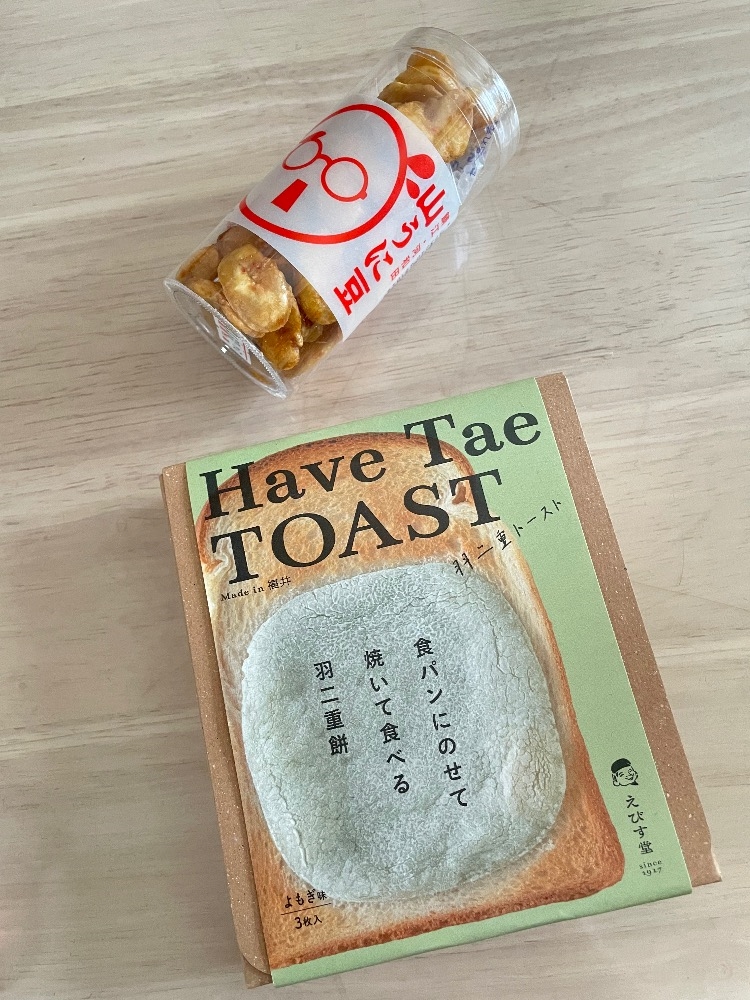 山うに豆
Have Tae
TOAST
羽二重トースト
Made in 福井
食パンにのせて
焼いて食べる
羽二重餅
よもぎ味
3枚入
えびす堂
since
1917